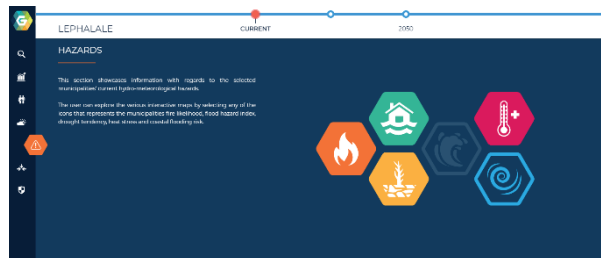 G
LEPHALALE
CURRENT
2050
HAZARDS
This section showcases information with regards to the selected
municipalities' current hydro-meteorological hazards.
The user can explore the various interactive maps by selecting any of the
icons that represents the municipalities fire likelihood, flood hazard index,
drought tendency, heat stress and coastal flooding risk.